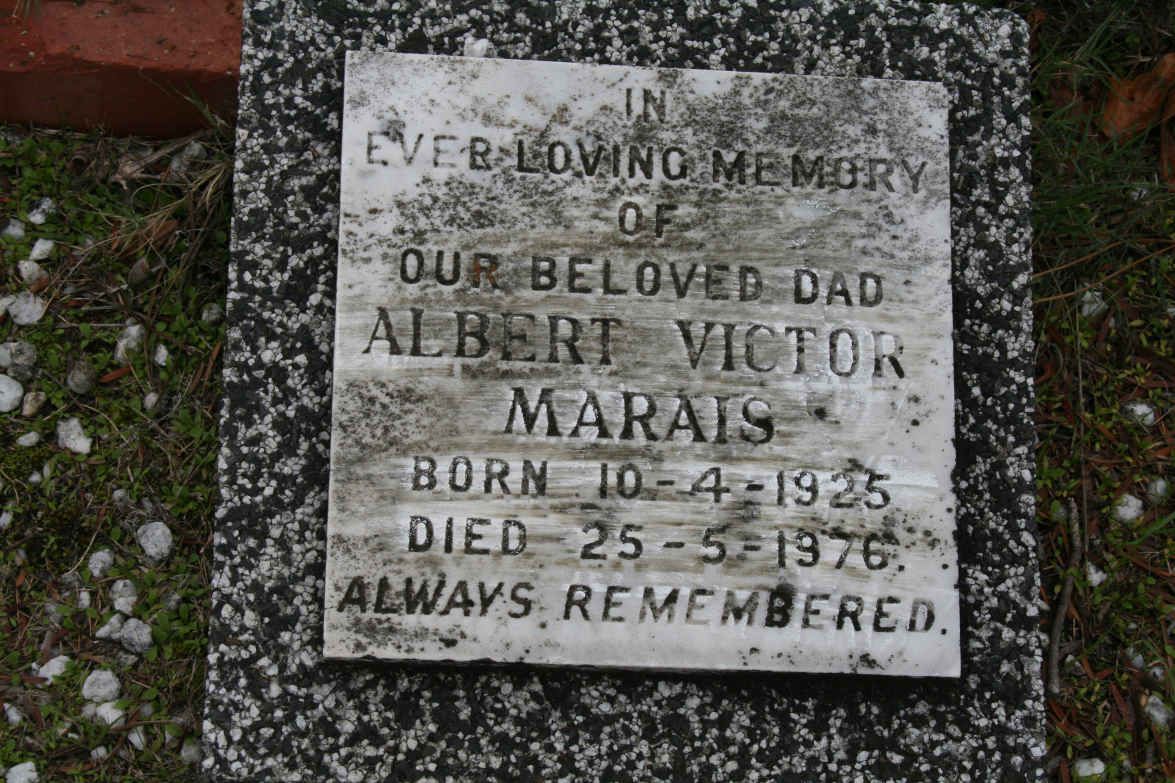 IN
EVER LOVING MEMORY
OF
OUR BELOVED DAD
ALBERT VICTOR
MARAIS
BORN 10-4-1925
DIED 25-5-1976.
ALWAYS REMEMBERED.